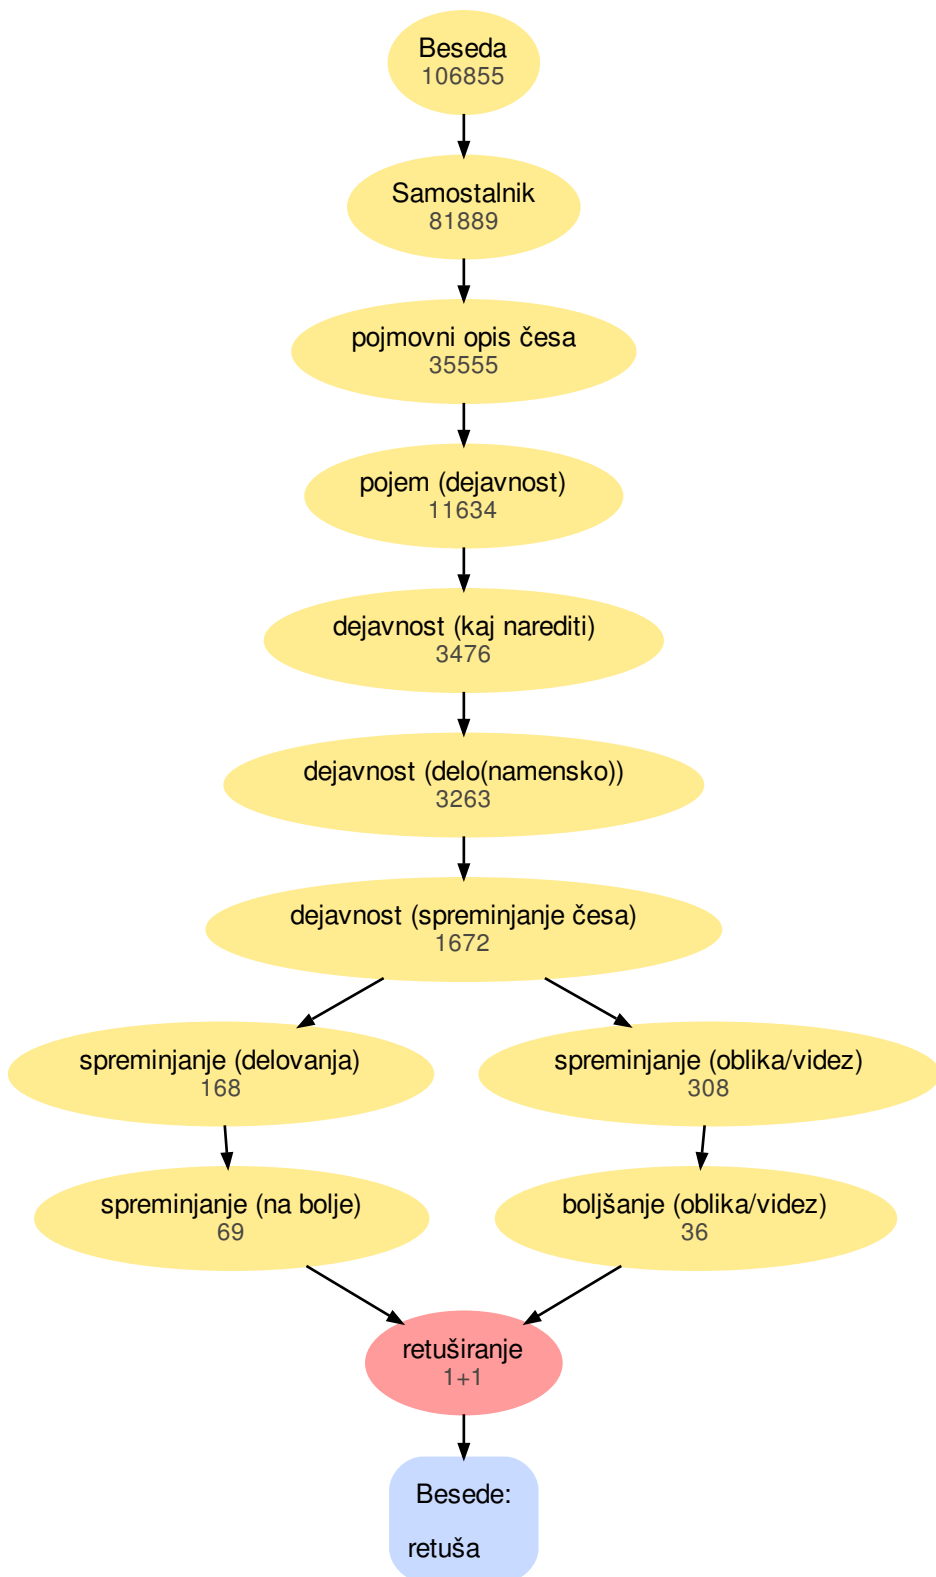 Beseda
106855
Samostalnik
81889
pojmovni opis česa
35555
pojem (dejavnost)
11634
dejavnost (kaj narediti)
3476
dejavnost (delo(namensko))
3263
dejavnost (spreminjanje česa)
1672
spreminjanje (delovanja)
168
spreminjanje (oblika/videz)
308
spreminjanje (na bolje)
69
boljšanje (oblika/videz)
36
retuširanje
1+1
Besede:
retuša